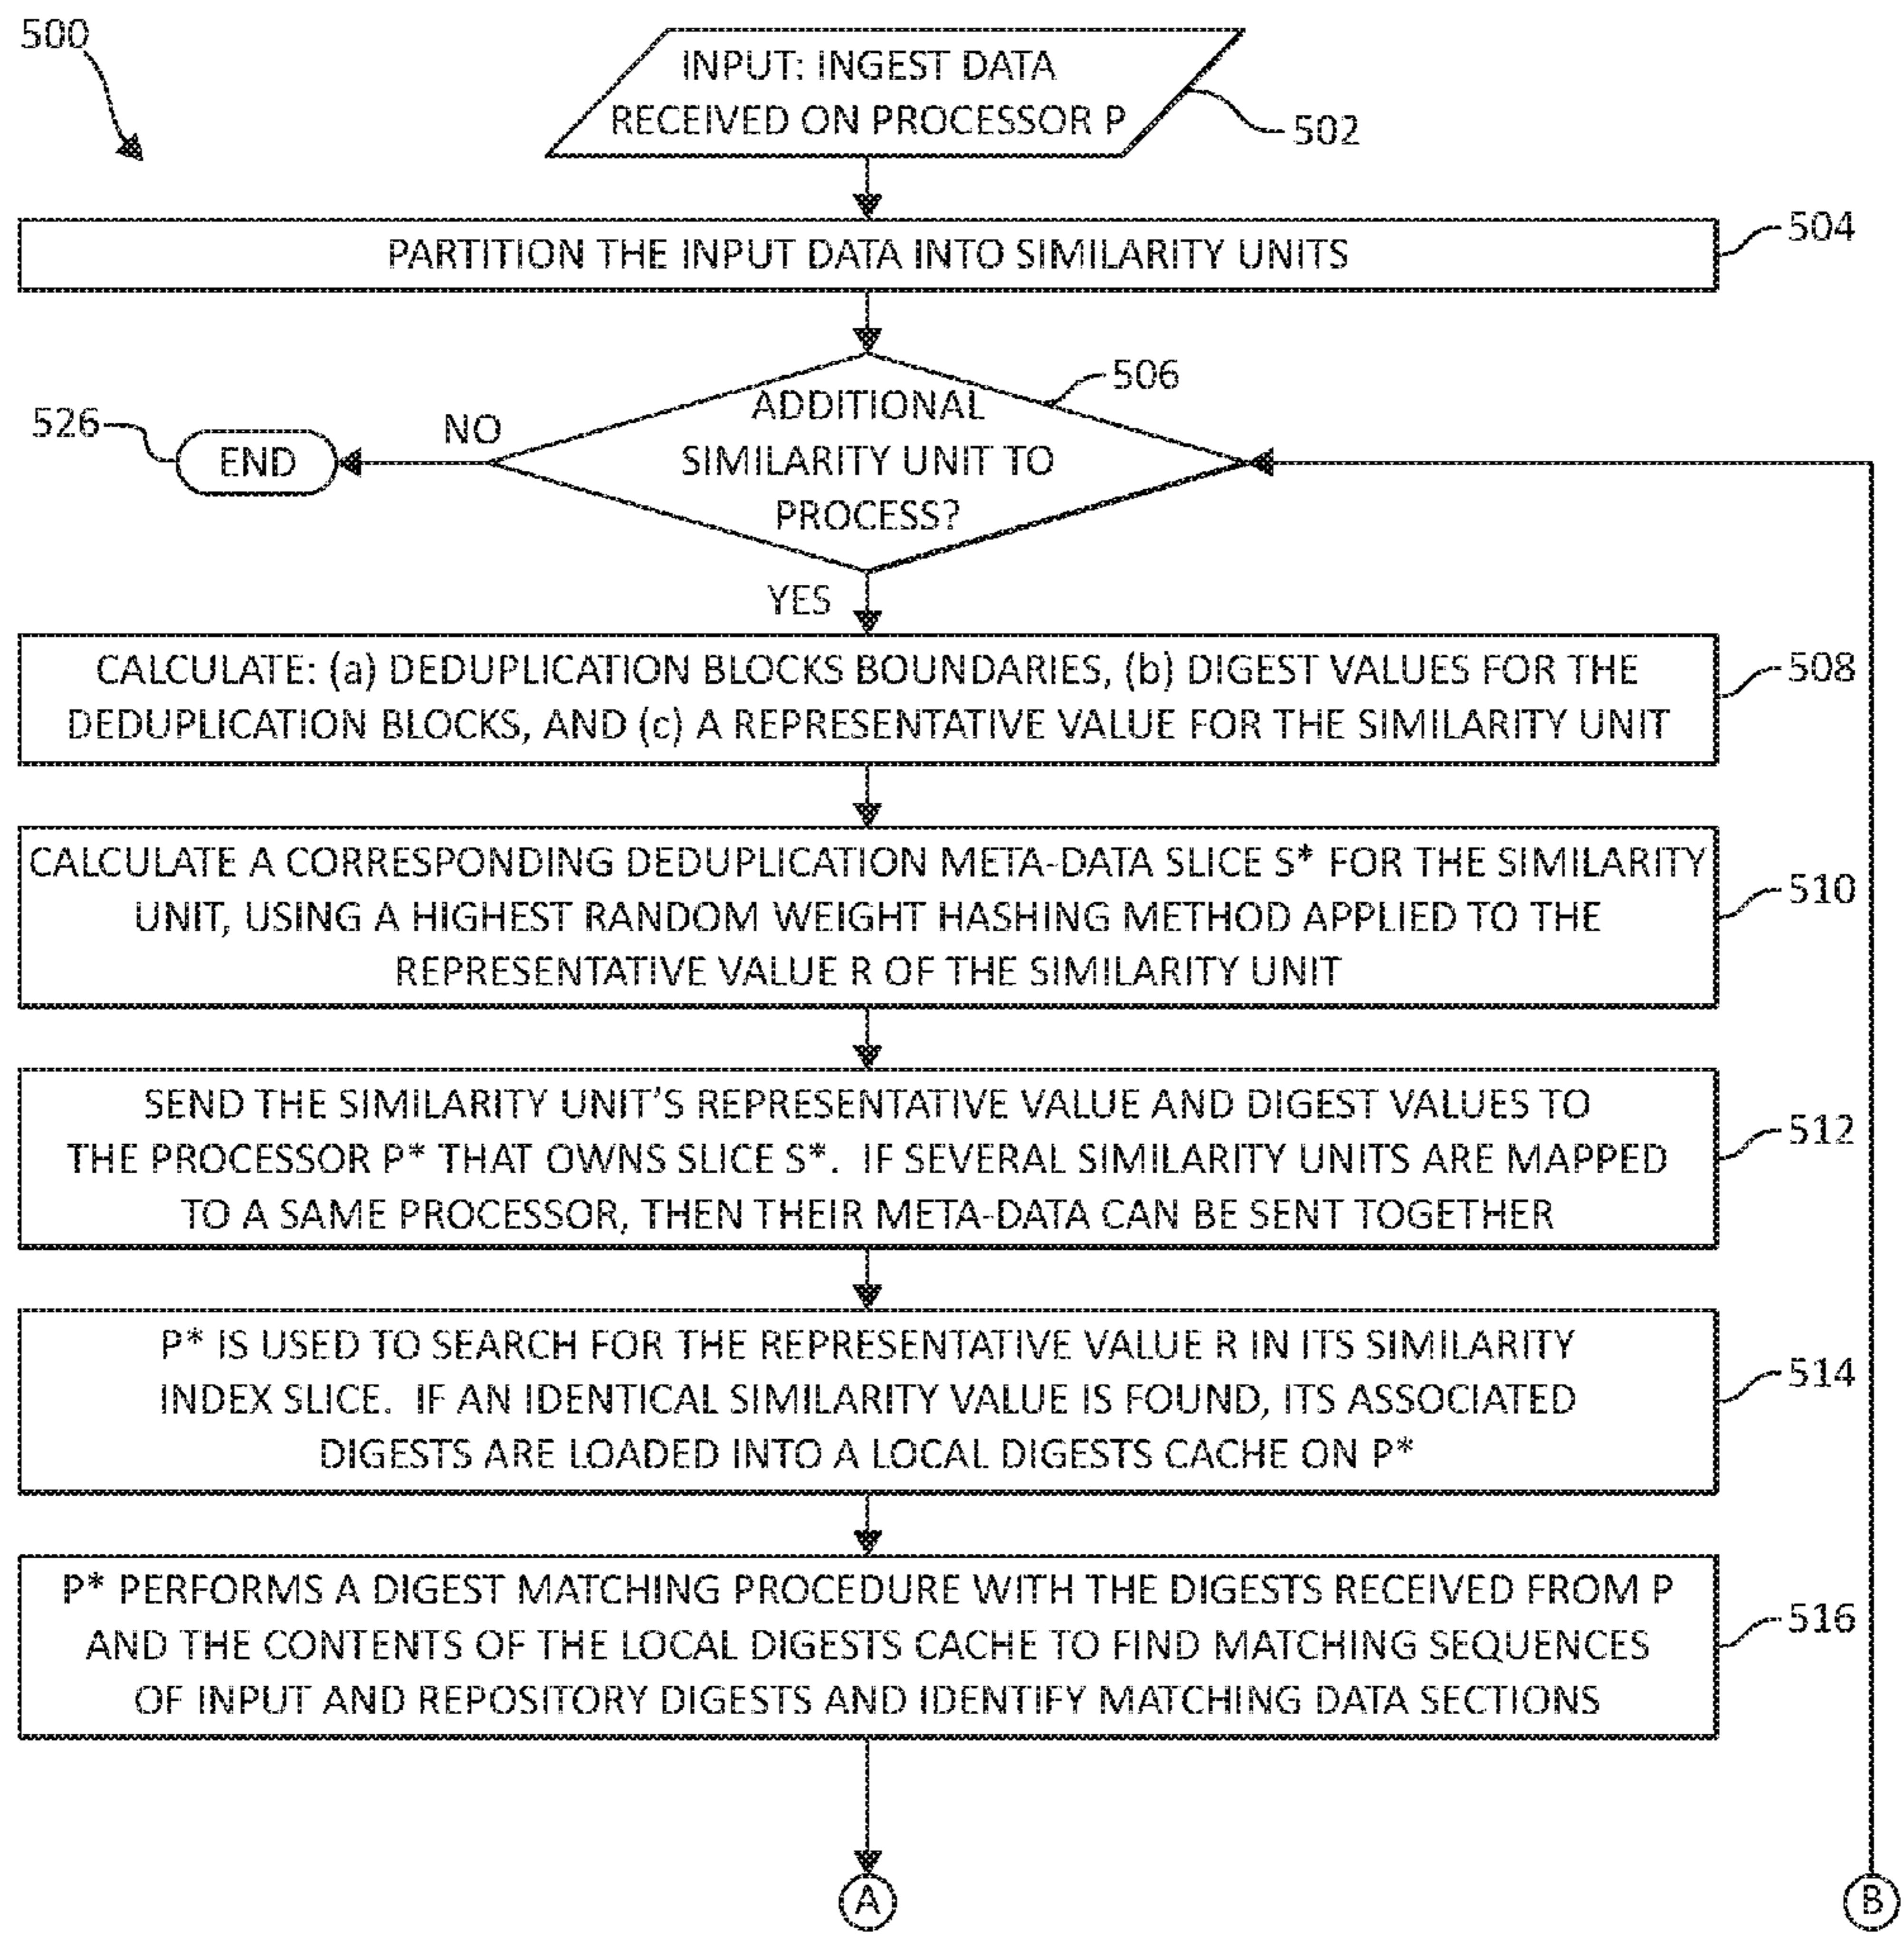 500
INPUT: INGEST DATA
RECEIVED ON PROCESSOR P
502
PARTITION THE INPUT DATA INTO SIMILARITY UNITS
504
506
ADDITIONAL
SIMILARITY UNIT TO
PROCESS?
526
END
NO
YES
CALCULATE: (a) DEDUPLICATION BLOCKS BOUNDARIES, (b) DIGEST VALUES FOR THE
DEDUPLICATION BLOCKS, AND (c) A REPRESENTATIVE VALUE FOR THE SIMILARITY UNIT
508
CALCULATE A CORRESPONDING DEDUPLICATION META-DATA SLICE S* FOR THE SIMILARITY
UNIT, USING A HIGHEST RANDOM WEIGHT HASHING METHOD APPLIED TO THE
REPRESENTATIVE VALUE R OF THE SIMILARITY UNIT
510
SEND THE SIMILARITY UNIT'S REPRESENTATIVE VALUE AND DIGEST VALUES TO
THE PROCESSOR P* THAT OWNS SLICE S*. IF SEVERAL SIMILARITY UNITS ARE MAPPED
TO A SAME PROCESSOR, THEN THEIR META-DATA CAN BE SENT TOGETHER
512
P* IS USED TO SEARCH FOR THE REPRESENTATIVE VALUE R IN ITS SIMILARITY
INDEX SLICE. IF AN IDENTICAL SIMILARITY VALUE IS FOUND, ITS ASSOCIATED
DIGESTS ARE LOADED INTO A LOCAL DIGESTS CACHE ON P*
514
P* PERFORMS A DIGEST MATCHING PROCEDURE WITH THE DIGESTS RECEIVED FROM P
AND THE CONTENTS OF THE LOCAL DIGESTS CACHE TO FIND MATCHING SEQUENCES
OF INPUT AND REPOSITORY DIGESTS AND IDENTIFY MATCHING DATA SECTIONS
516
A
B